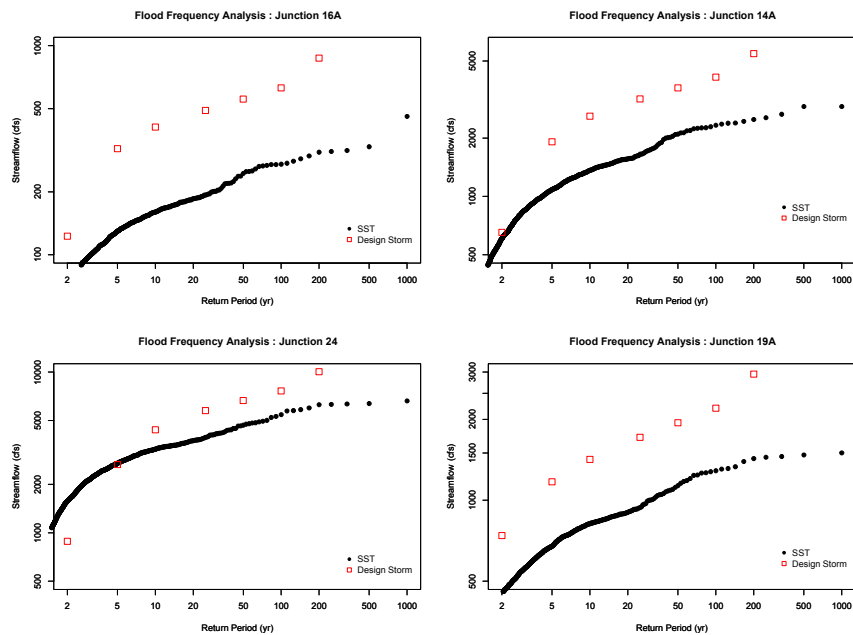 Flood Frequency Analysis : Junction 16A
Streamflow (cfs)
1000
500
200
100
SST
Design Storm
2 5 10 20 50 100 200 500 1000
Return Period (yr)
Flood Frequency Analysis : Junction 14A
Streamflow (cfs)
5000
2000
1000
500
SST
Design Storm
2 5 10 20 50 100 200 500 1000
Return Period (yr)
Flood Frequency Analysis : Junction 24
Streamflow (cfs)
10000
5000
2000
1000
500
SST
Design Storm
2 5 10 20 50 100 200 500 1000
Return Period (yr)
Flood Frequency Analysis : Junction 19A
Streamflow (cfs)
3000
2000
1500
1000
500
SST
Design Storm
2 5 10 20 50 100 200 500 1000
Return Period (yr)